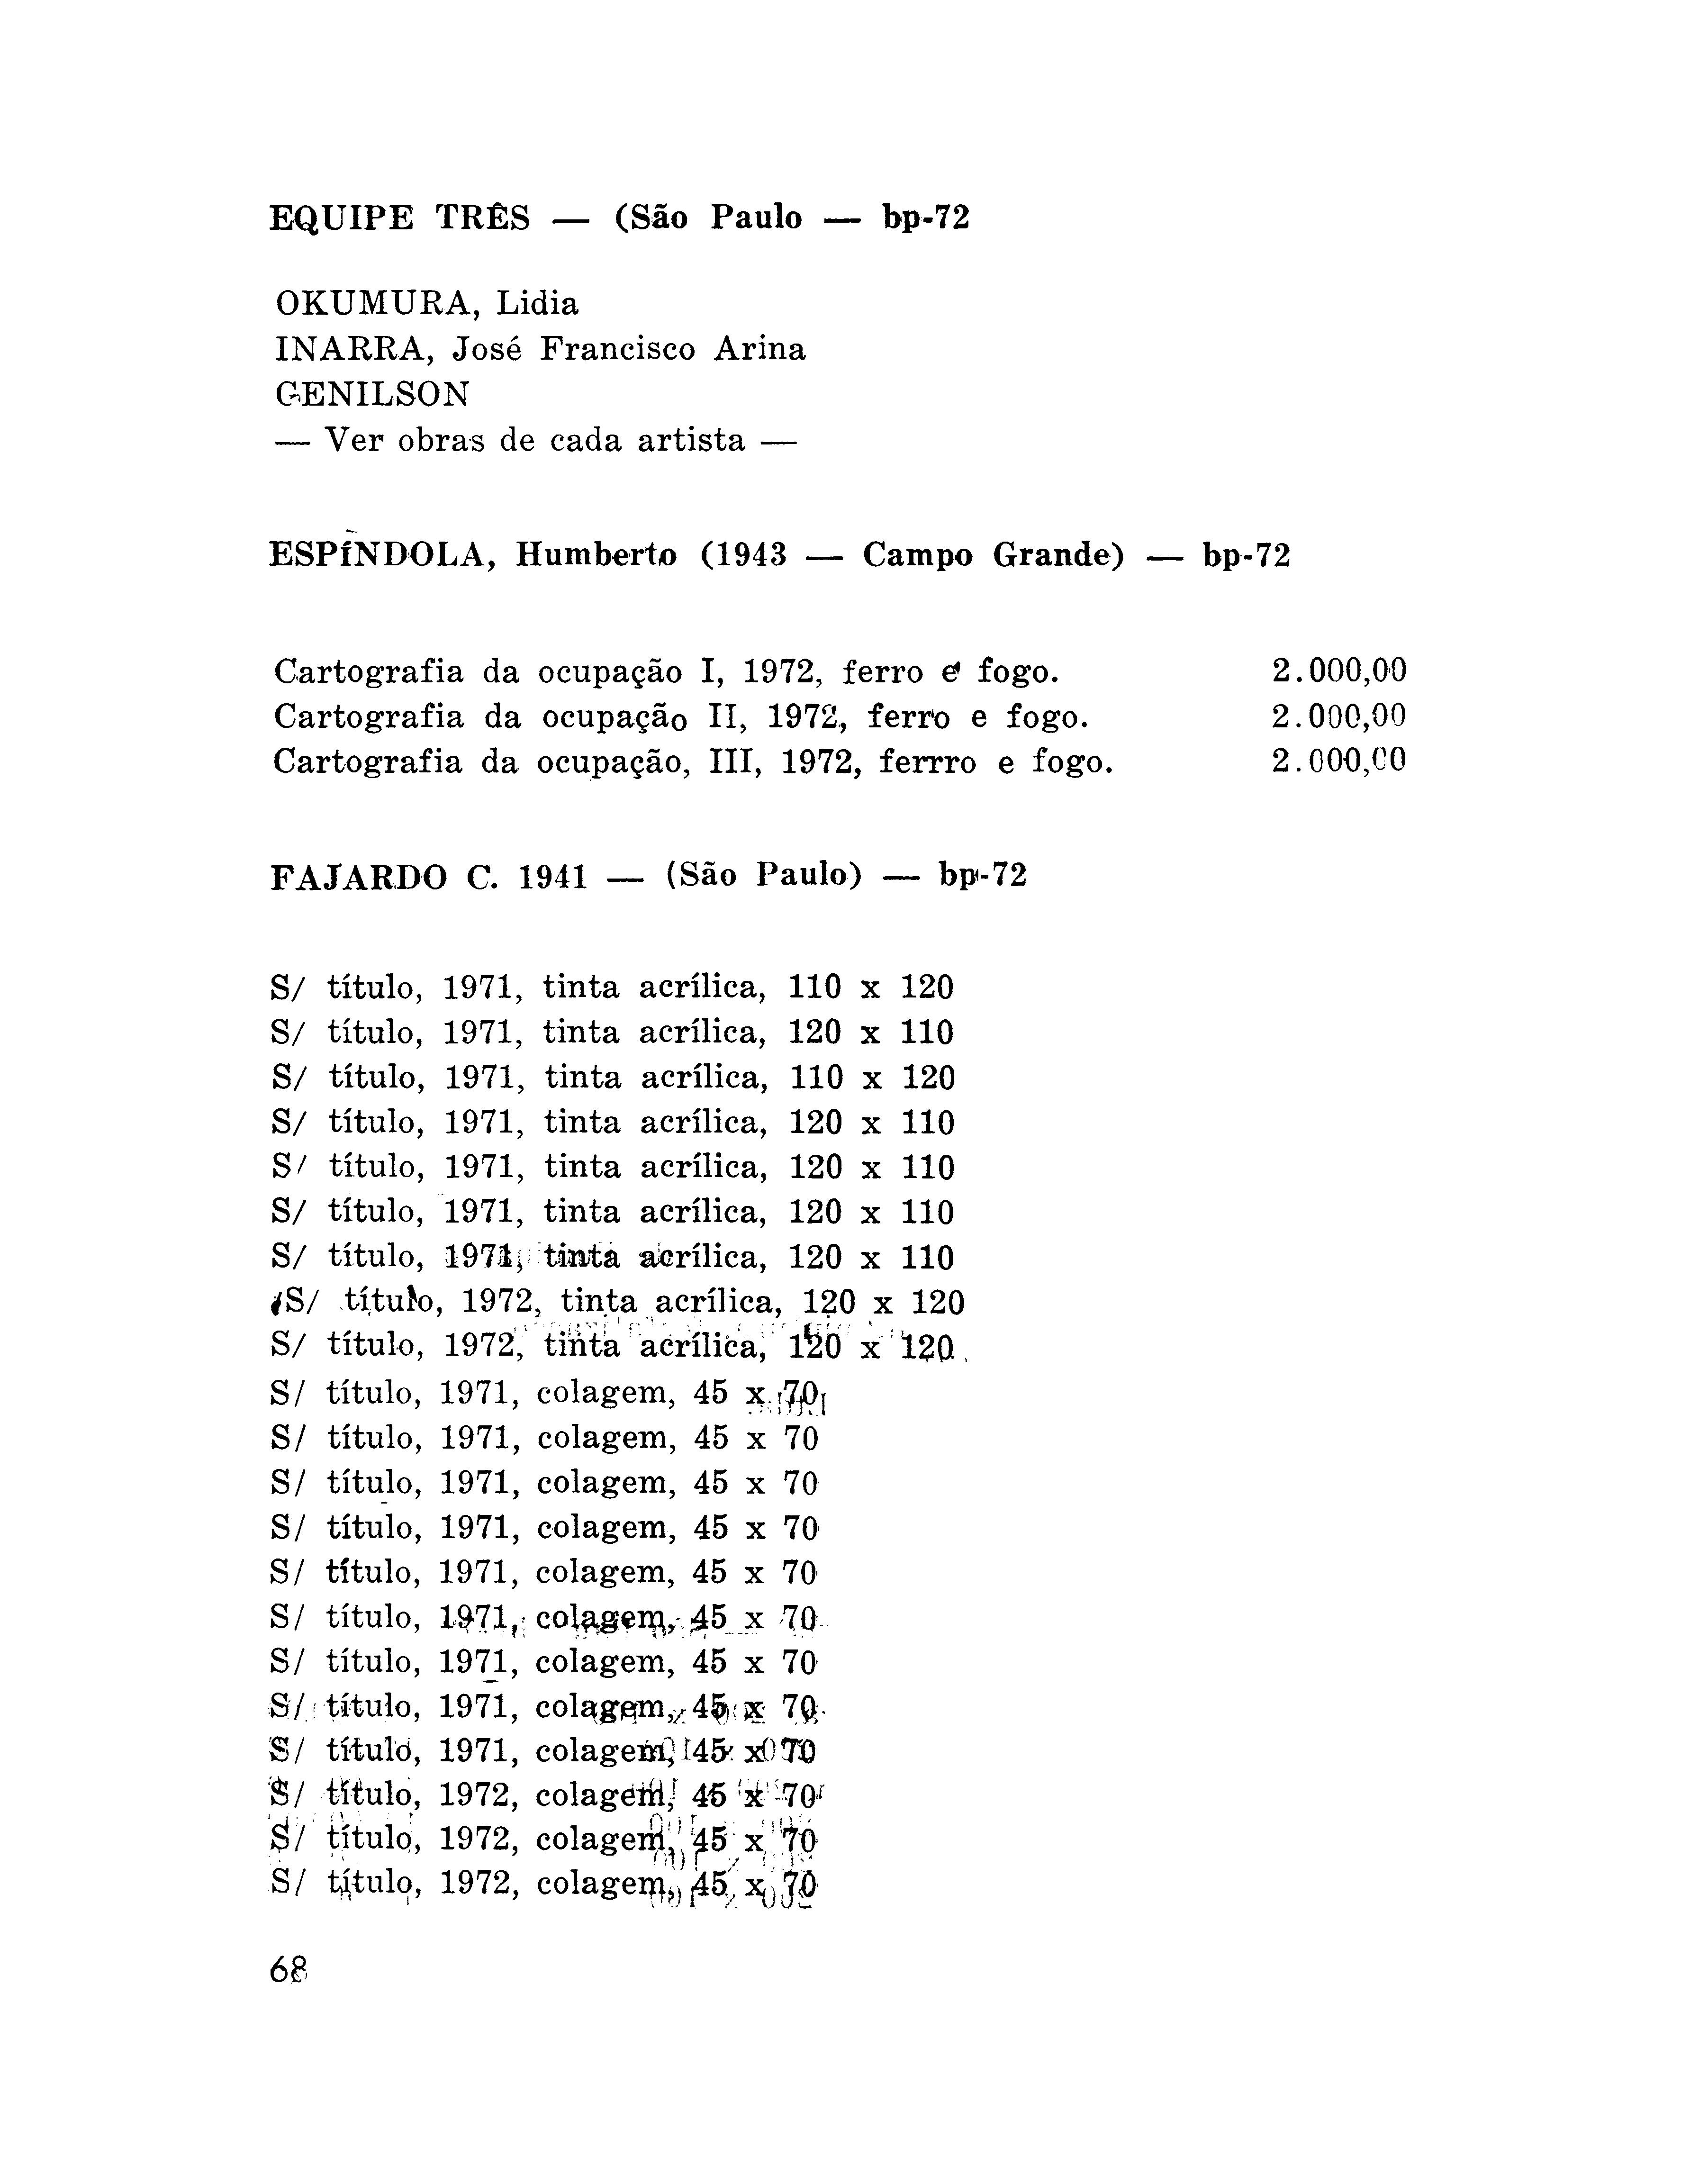 EQUIPE TRÊS — (São Paulo — bp-72
OKUMURA, Lidia
INARRA, José Francisco Arina
GENILSON
— Ver obras de cada artista —
ESPÍNDOLA, Humberto (1943 — Campo Grande) — bp-72
Cartografia da ocupação I, 1972, ferro e fogo. 2.000,00
Cartografia da ocupação II, 1972, ferro e fogo. 2.000,00
Cartografia da ocupação, III, 1972, ferrro e fogo. 2.000,00
FAJARDO C. 1941 — (São Paulo) — bp-72
S/ título, 1971, tinta acrílica, 110 x 120
S/ título, 1971, tinta acrílica, 120 x 110
S/ título, 1971, tinta acrílica, 110 x 120
S/ título, 1971, tinta acrílica, 120 x 110
S/ título, 1971, tinta acrílica, 120 x 110
S/ título, 1971, tinta acrílica, 120 x 110
S/ título, 1971, tinta acrílica, 120 x 110
S/ título, 1972, tinta acrílica, 120 x 120
S/ título, 1972, tinta acrílica, 120 x 120
S/ título, 1971, colagem, 45 x 70
S/ título, 1971, colagem, 45 x 70
S/ título, 1971, colagem, 45 x 70
S/ título, 1971, colagem, 45 x 70
S/ título, 1971, colagem, 45 x 70
S/ título, 1971, colagem, 45 x 70
S/ título, 1971, colagem, 45 x 70
S/ título, 1971, colagem, 45 x 70
S/ título, 1971, colagem, 45 x 70
S/ título, 1972, colagem, 45 x 70
S/ título, 1972, colagem, 45 x 70
S/ título, 1972, colagem, 45 x 70
68